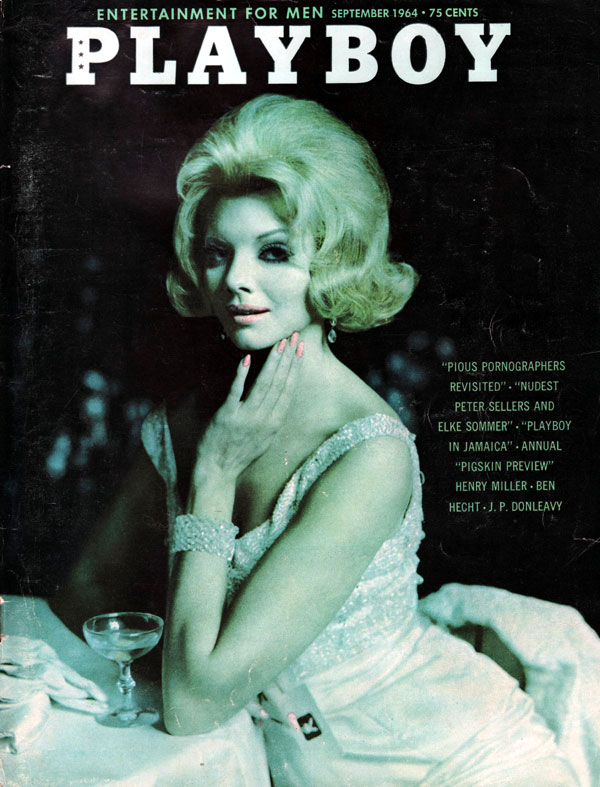 ENTERTAINMENT FOR MEN SEPTEMBER 1964 • 75 CENTS
PLAYBOY
"PIOUS PORNOGRAPHERS
REVISITED" • "NUDEST
PETER SELLERS AND
ELKE SOMMER" • "PLAYBOY
IN JAMAICA" • ANNUAL
"PIGSKIN PREVIEW"
HENRY MILLER • BEN
HECHT • J. P. DONLEAVY